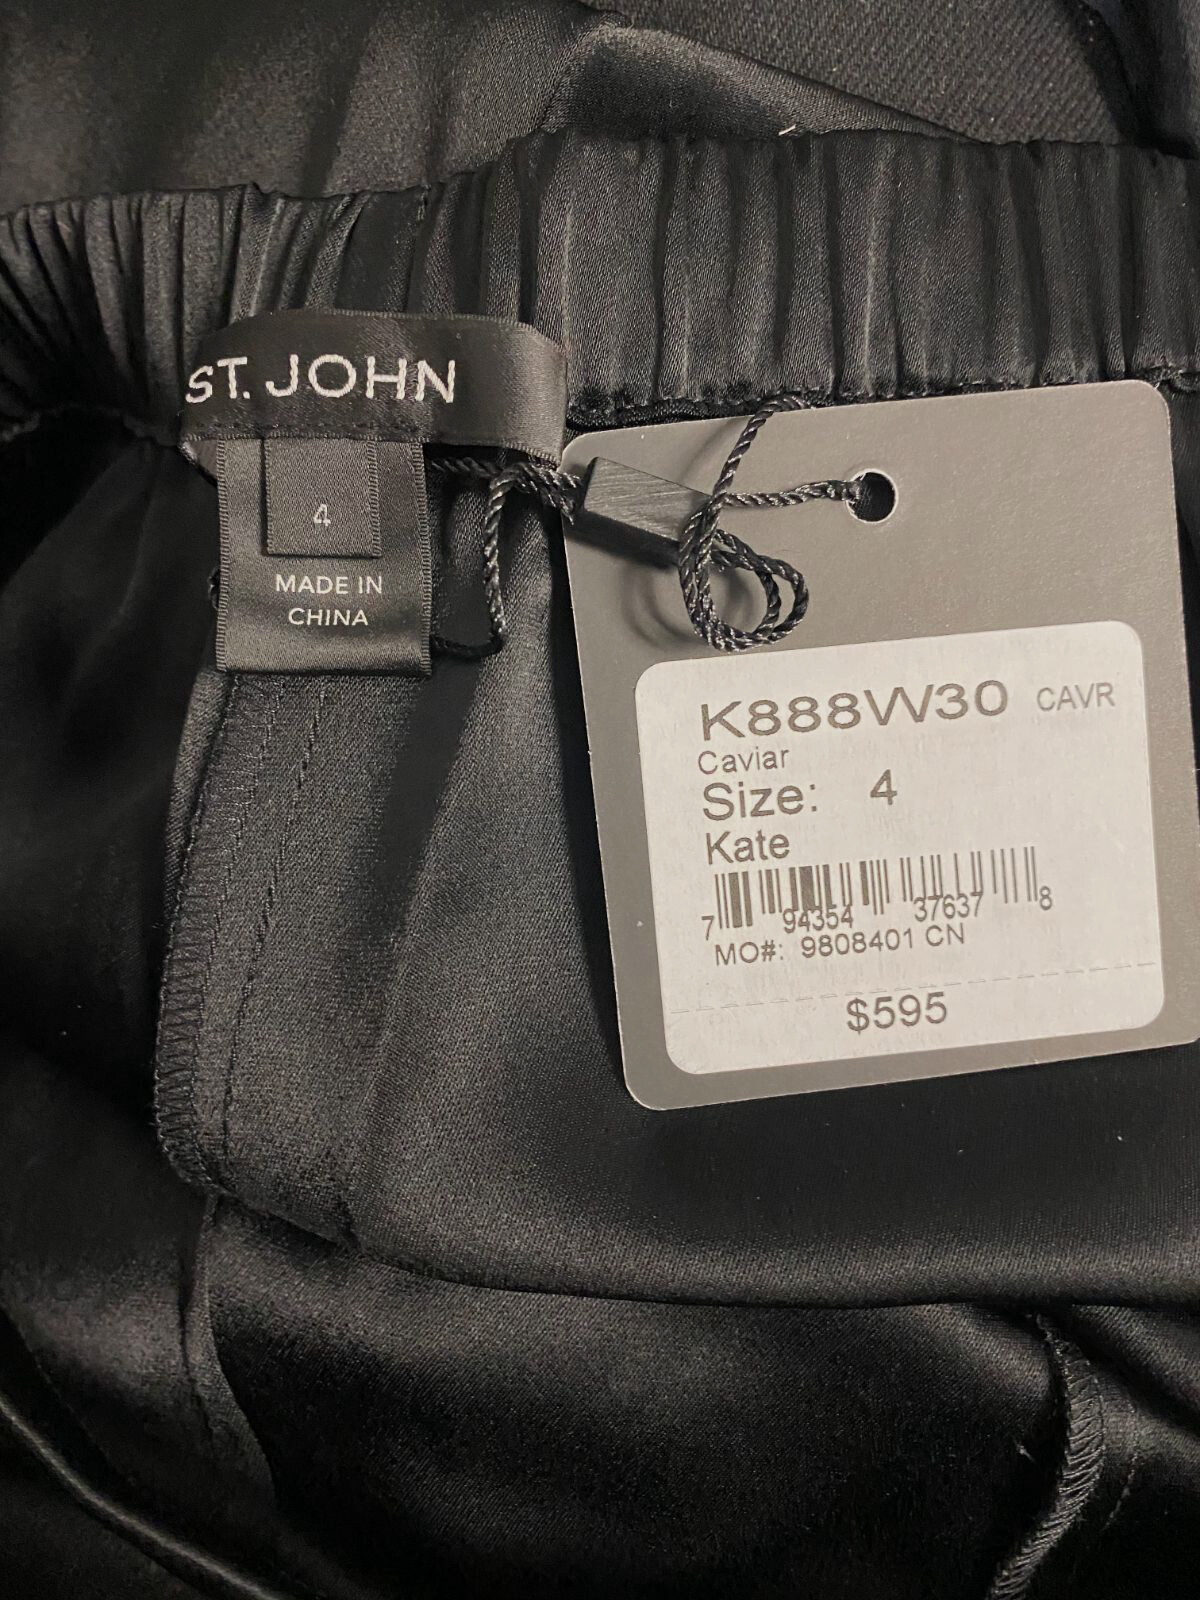 ST. JOHN
4
MADE IN
CHINA
K888W30 CAVR
Caviar
Size: 4
Kate
7 94354 37637 8
MO#: 9808401 CN
$595